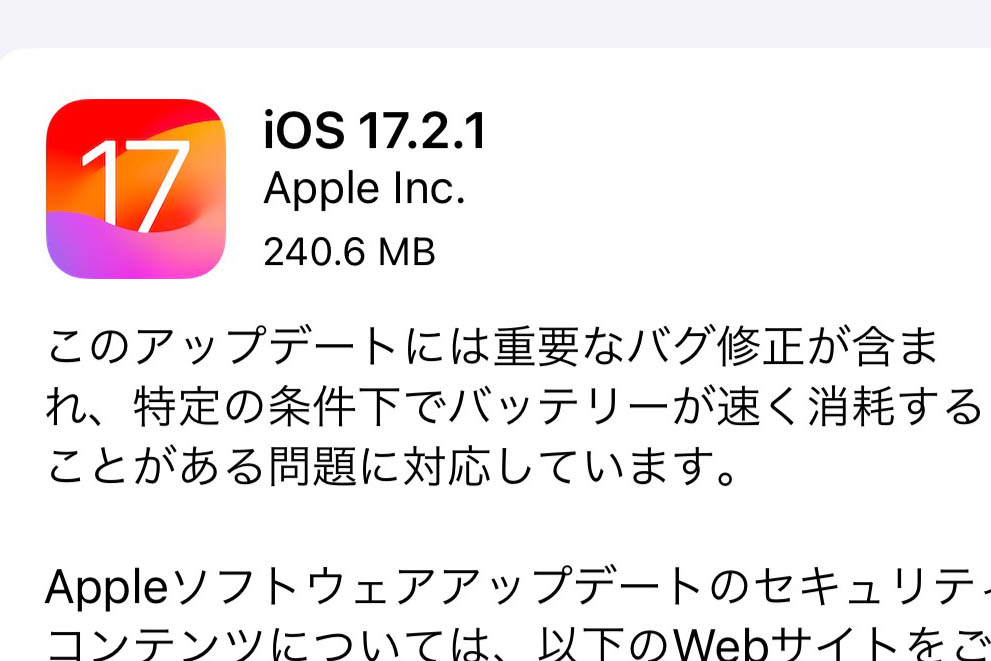 17
iOS 17.2.1
Apple Inc.
240.6 MB
このアップデートには重要なバグ修正が含ま
れ、特定の条件下でバッテリーが速く消耗する
ことがある問題に対応しています。
Appleソフトウェアアップデートのセキュリティ
コンテンツについては、以下のWebサイトをご